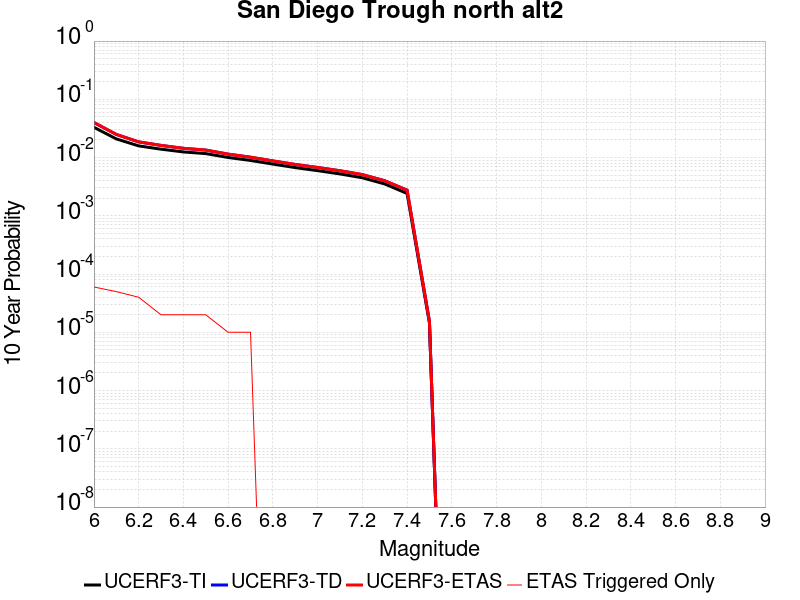 San Diego Trough north alt2
10 0
10 -1
10 -2
10 -3
10 -4
10 -5
10 -6
10 -7
10 -8
10 Year Probability
6 6.2 6.4 6.6 6.8 7 7.2 7.4 7.6 7.8 8 8.2 8.4 8.6 8.8 9
Magnitude
UCERF3-TI UCERF3-TD UCERF3-ETAS ETAS Triggered Only